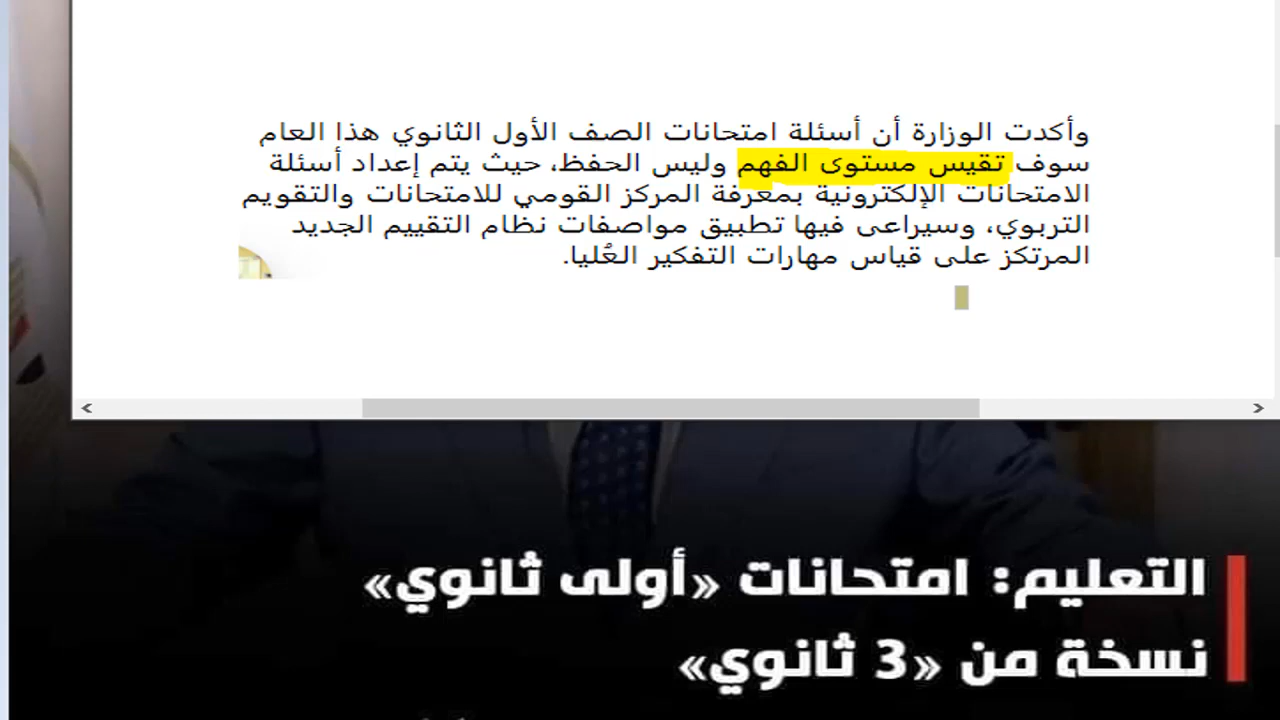 وأكدت الوزارة أن أسئلة امتحانات الصف الأول الثانوي هذا العام
سوف تقيس مستوى الفهم وليس الحفظ، حيث يتم إعداد أسئلة
الامتحانات الإلكترونية بمعرفة المركز القومي للامتحانات والتقويم
التربوي، وسيراعى فيها تطبيق مواصفات نظام التقييم الجديد
المرتكز على قياس مهارات التفكير العُليا.
التعليم: امتحانات «أولى ثانوي»
نسخة من «3 ثانوي»